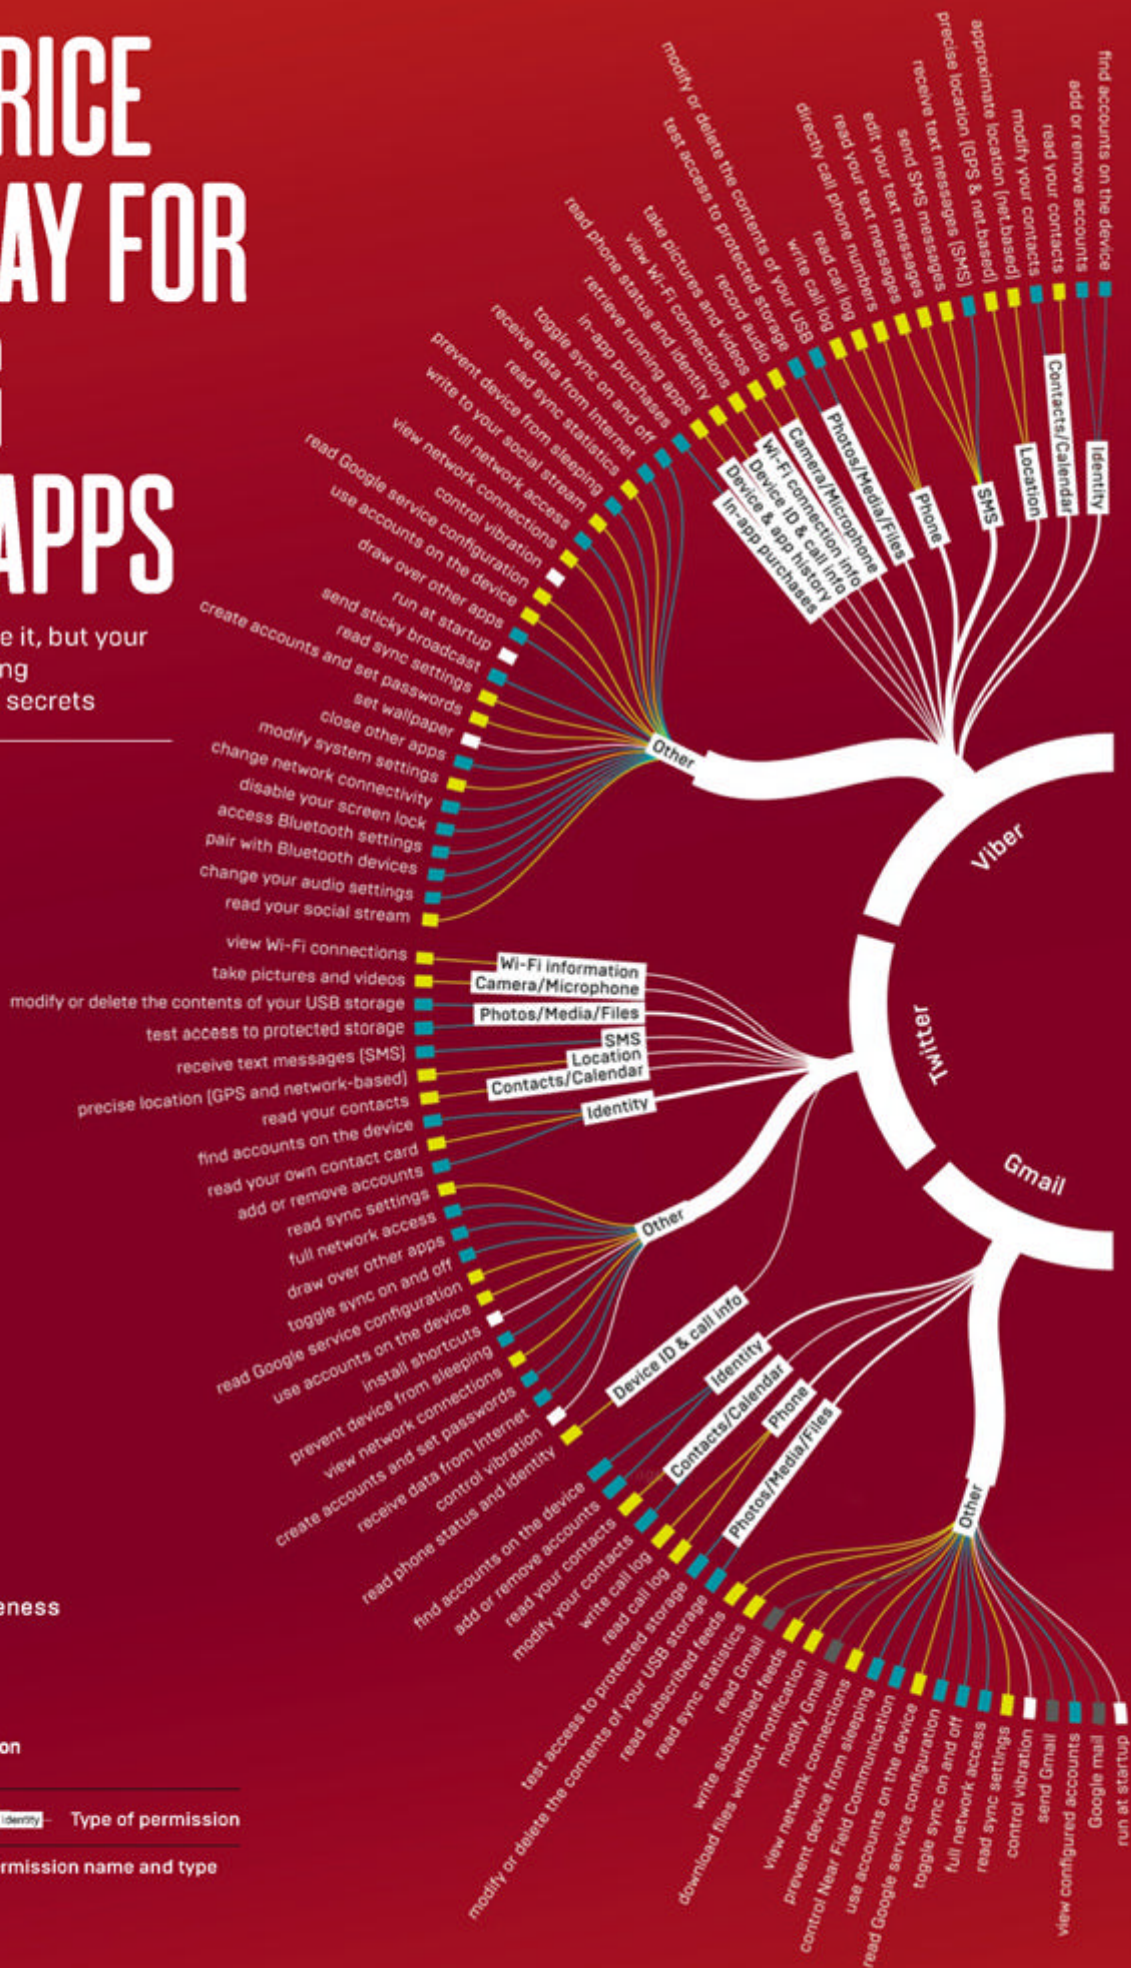 RICE
AY FOR
APPS
e it, but your
ng
secrets
eness
on
Identity
Type of permission
rmission name and type
Viber
find accounts on the device
add or remove accounts
read your contacts
modify your contacts
approximate location (net.based)
precise location (GPS & net.based)
receive text messages (SMS)
send SMS messages
edit your text messages
read your text messages
directly call phone numbers
read call log
write call log
modify or delete the contents of your USB
test access to protected storage
record audio
take pictures and videos
view Wi-Fi connections
read phone status and identity
retrieve running apps
in-app purchases
toggle sync on and off
receive data from Internet
read sync statistics
prevent device from sleeping
write to your social stream
full network access
view network connections
control vibration
read Google service configuration
use accounts on the device
draw over other apps
run at startup
send sticky broadcast
read sync settings
create accounts and set passwords
set wallpaper
close other apps
modify system settings
change network connectivity
disable your screen lock
access Bluetooth settings
pair with Bluetooth devices
change your audio settings
read your social stream
Identity
Contacts/Calendar
Location
SMS
Phone
Photos/Media/Files
Camera/Microphone
Wi-Fi connection info
Device ID & call info
Device & app history
In-app purchases
Other
Twitter
view Wi-Fi connections
take pictures and videos
modify or delete the contents of your USB storage
test access to protected storage
receive text messages (SMS)
precise location (GPS and network-based)
read your contacts
find accounts on the device
read your own contact card
add or remove accounts
read sync settings
full network access
draw over other apps
toggle sync on and off
read Google service configuration
use accounts on the device
install shortcuts
prevent device from sleeping
view network connections
create accounts and set passwords
receive data from Internet
control vibration
read phone status and identity
Wi-Fi information
Camera/Microphone
Photos/Media/Files
SMS
Location
Contacts/Calendar
Identity
Other
Device ID & call info
Gmail
Identity
Contacts/Calendar
Phone
Photos/Media/Files
Other
find accounts on the device
add or remove accounts
read your contacts
modify your contacts
write call log
read call log
test access to protected storage
modify or delete the contents of your USB storage
read subscribed feeds
read sync statistics
read Gmail
write subscribed feeds
download files without notification
modify Gmail
view network connections
prevent device from sleeping
control Near Field Communication
use accounts on the device
read Google service configuration
toggle sync on and off
full network access
read sync settings
control vibration
send Gmail
view configured accounts
Google mail
run at startup